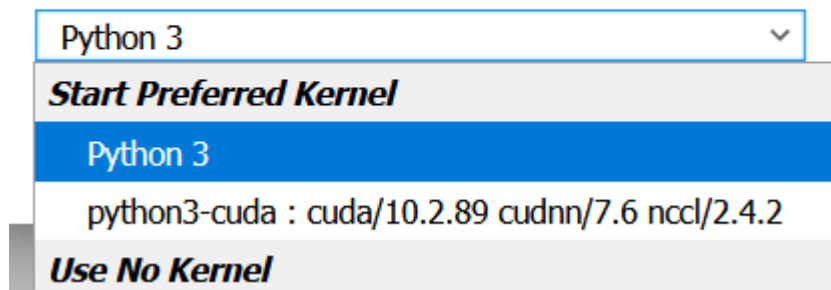 Python 3
Start Preferred Kernel
Python 3
python3-cuda : cuda/10.2.89 cudnn/7.6 nccl/2.4.2
Use No Kernel